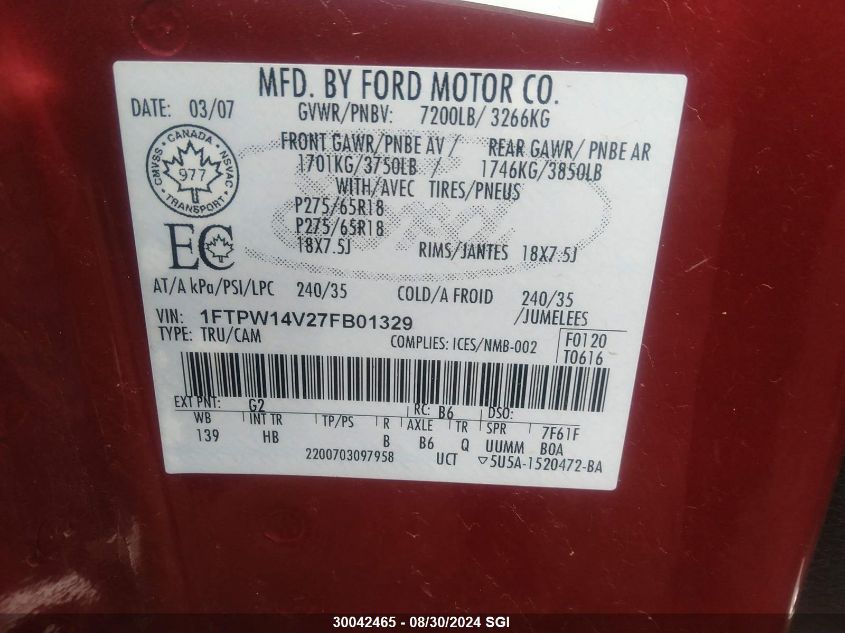 MFD. BY FORD MOTOR CO.
DATE: 03/07 GVWR/PNBV: 7200LB/ 3266KG
FRONT GAWR/PNBE AV / REAR GAWR/ PNBE AR
1701KG/3750LB / 1746KG/3850LB
WITH/AVEC TIRES/PNEUS
P275/65R18
P275/65R18
18X7.5J RIMS/JANTES 18X7.5J
CANADA
CMVSS NSVAC
977
TRANSPORT
EC
AT/A kPa/PSI/LPC 240/35 COLD/A FROID 240/35
VIN: 1FTPW14V27FB01329 /JUMELEES
TYPE: TRU/CAM COMPLIES: ICES/NMB-002 F0120
T0616
EXT PNT: G2 RC: B6 DSO:
WB INT TR TP/PS R AXLE TR SPR 7F61F
139 HB B B6 Q UUMM BOA
2200703097958 UCT ▽5U5A-1520472-BA
30042465 - 08/30/2024 SGI